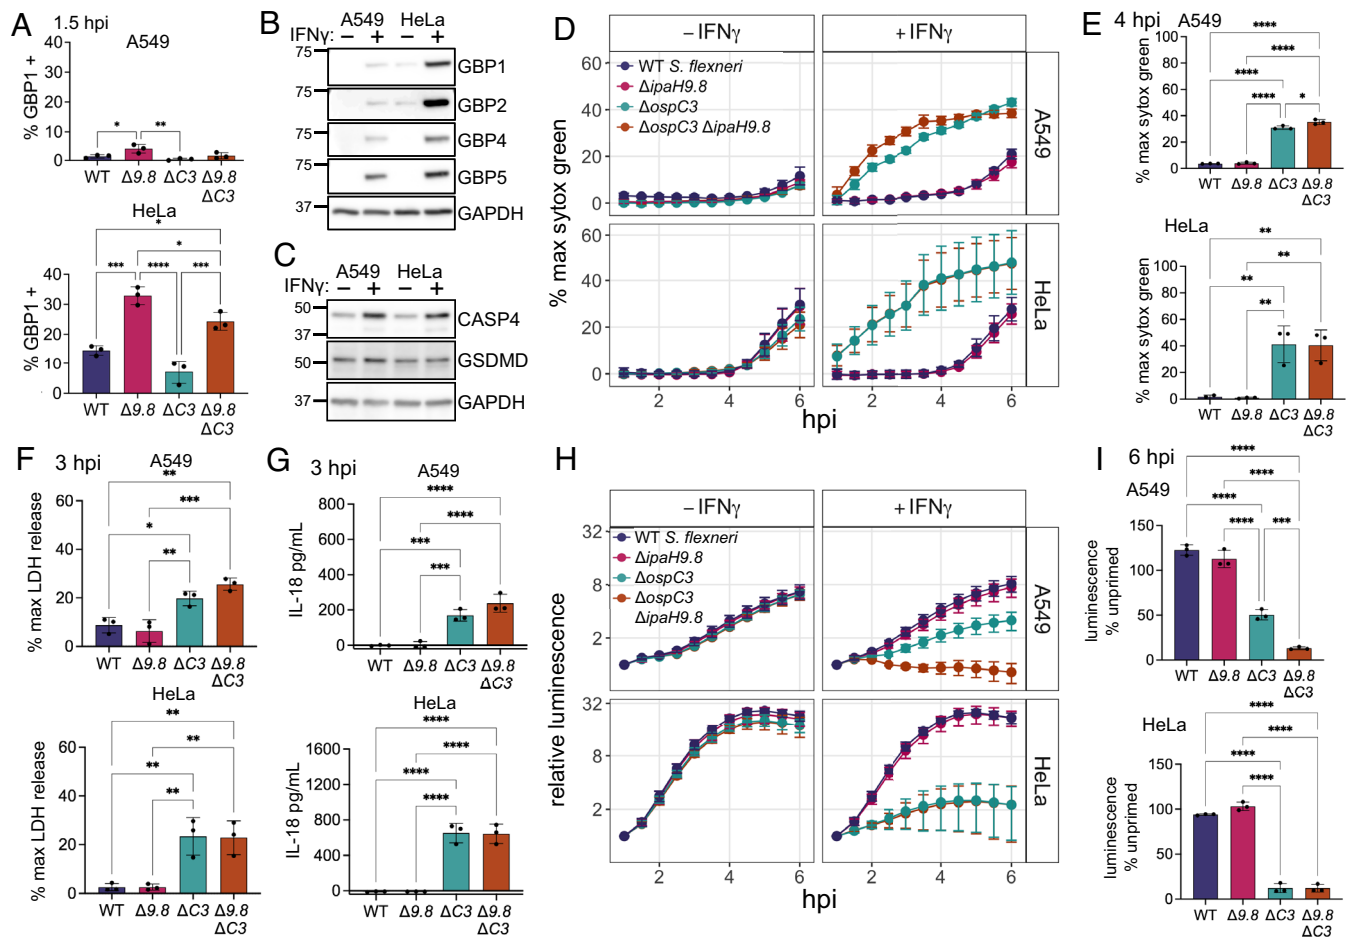 A
1.5 hpi
A549
% GBP1 +
40
30
20
10
0
*
**
WT
Δ9.8
ΔC3
Δ9.8
ΔC3
HeLa
% GBP1 +
40
30
20
10
0
*
*
***
****
***
WT
Δ9.8
ΔC3
Δ9.8
ΔC3
B
A549 HeLa
IFNγ: − + − +
75
GBP1
75
GBP2
75
GBP4
75
GBP5
37
GAPDH
C
A549 HeLa
IFNγ: − + − +
50
CASP4
37
50
GSDMD
37
GAPDH
D
− IFNγ
+ IFNγ
WT S. flexneri
ΔipaH9.8
ΔospC3
ΔospC3 ΔipaH9.8
% max sytox green
60
40
20
0
A549
60
40
20
0
HeLa
2 4 6
2 4 6
hpi
E
4 hpi
A549
% max sytox green
100
80
60
40
20
0
****
****
****
****
*
WT
Δ9.8
ΔC3
Δ9.8
ΔC3
HeLa
% max sytox green
100
80
60
40
20
0
**
**
**
**
WT
Δ9.8
ΔC3
Δ9.8
ΔC3
F
3 hpi
A549
% max LDH release
60
40
20
0
**
***
*
**
WT
Δ9.8
ΔC3
Δ9.8
ΔC3
HeLa
% max LDH release
60
40
20
0
**
**
**
**
WT
Δ9.8
ΔC3
Δ9.8
ΔC3
G
3 hpi
A549
IL-18 pg/mL
800
600
400
200
0
****
****
***
***
WT
Δ9.8
ΔC3
Δ9.8
ΔC3
HeLa
IL-18 pg/mL
1600
1200
800
400
0
****
****
****
****
WT
Δ9.8
ΔC3
Δ9.8
ΔC3
H
− IFNγ
+ IFNγ
WT S. flexneri
ΔipaH9.8
ΔospC3
ΔospC3
ΔipaH9.8
relative luminescence
32
8
2
A549
32
8
2
HeLa
2 4 6
2 4 6
hpi
I
6 hpi
A549
luminescence
% unprimed
150
100
50
0
****
****
****
****
***
WT
Δ9.8
ΔC3
Δ9.8
ΔC3
HeLa
luminescence
% unprimed
150
100
50
0
****
****
****
****
WT
Δ9.8
ΔC3
Δ9.8
ΔC3